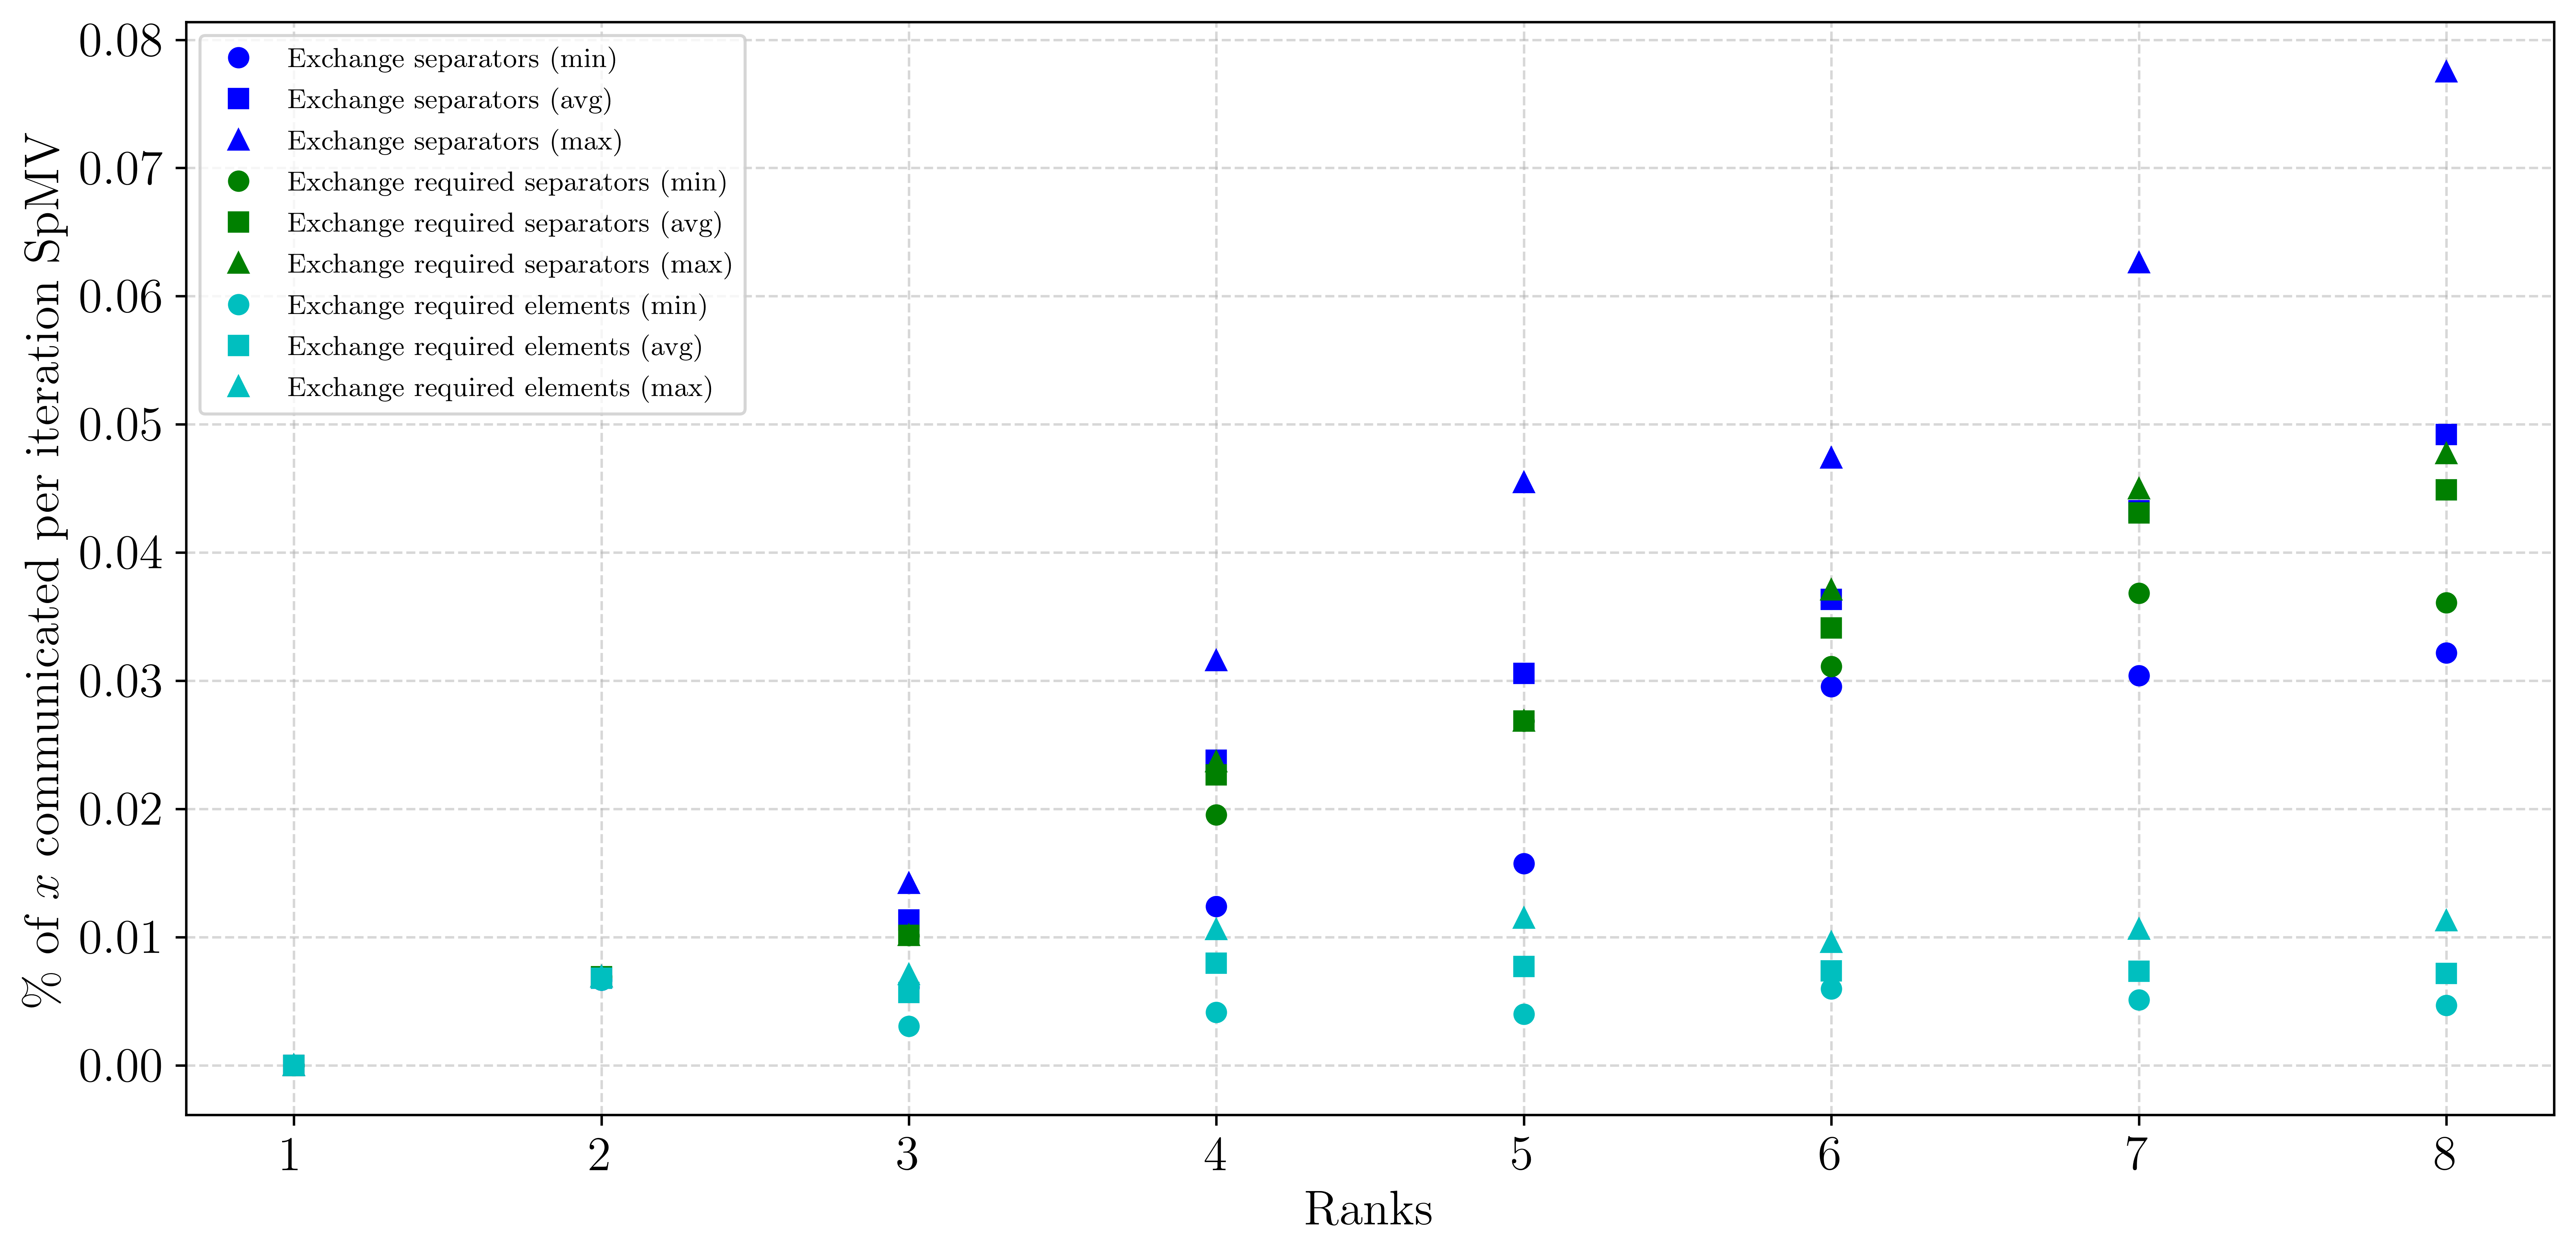 % of x communicated per iteration SpMV
0.08
0.07
0.06
0.05
0.04
0.03
0.02
0.01
0.00
Exchange separators (min)
Exchange separators (avg)
Exchange separators (max)
Exchange required separators (min)
Exchange required separators (avg)
Exchange required separators (max)
Exchange required elements (min)
Exchange required elements (avg)
Exchange required elements (max)
1 2 3 4 5 6 7 8
Ranks